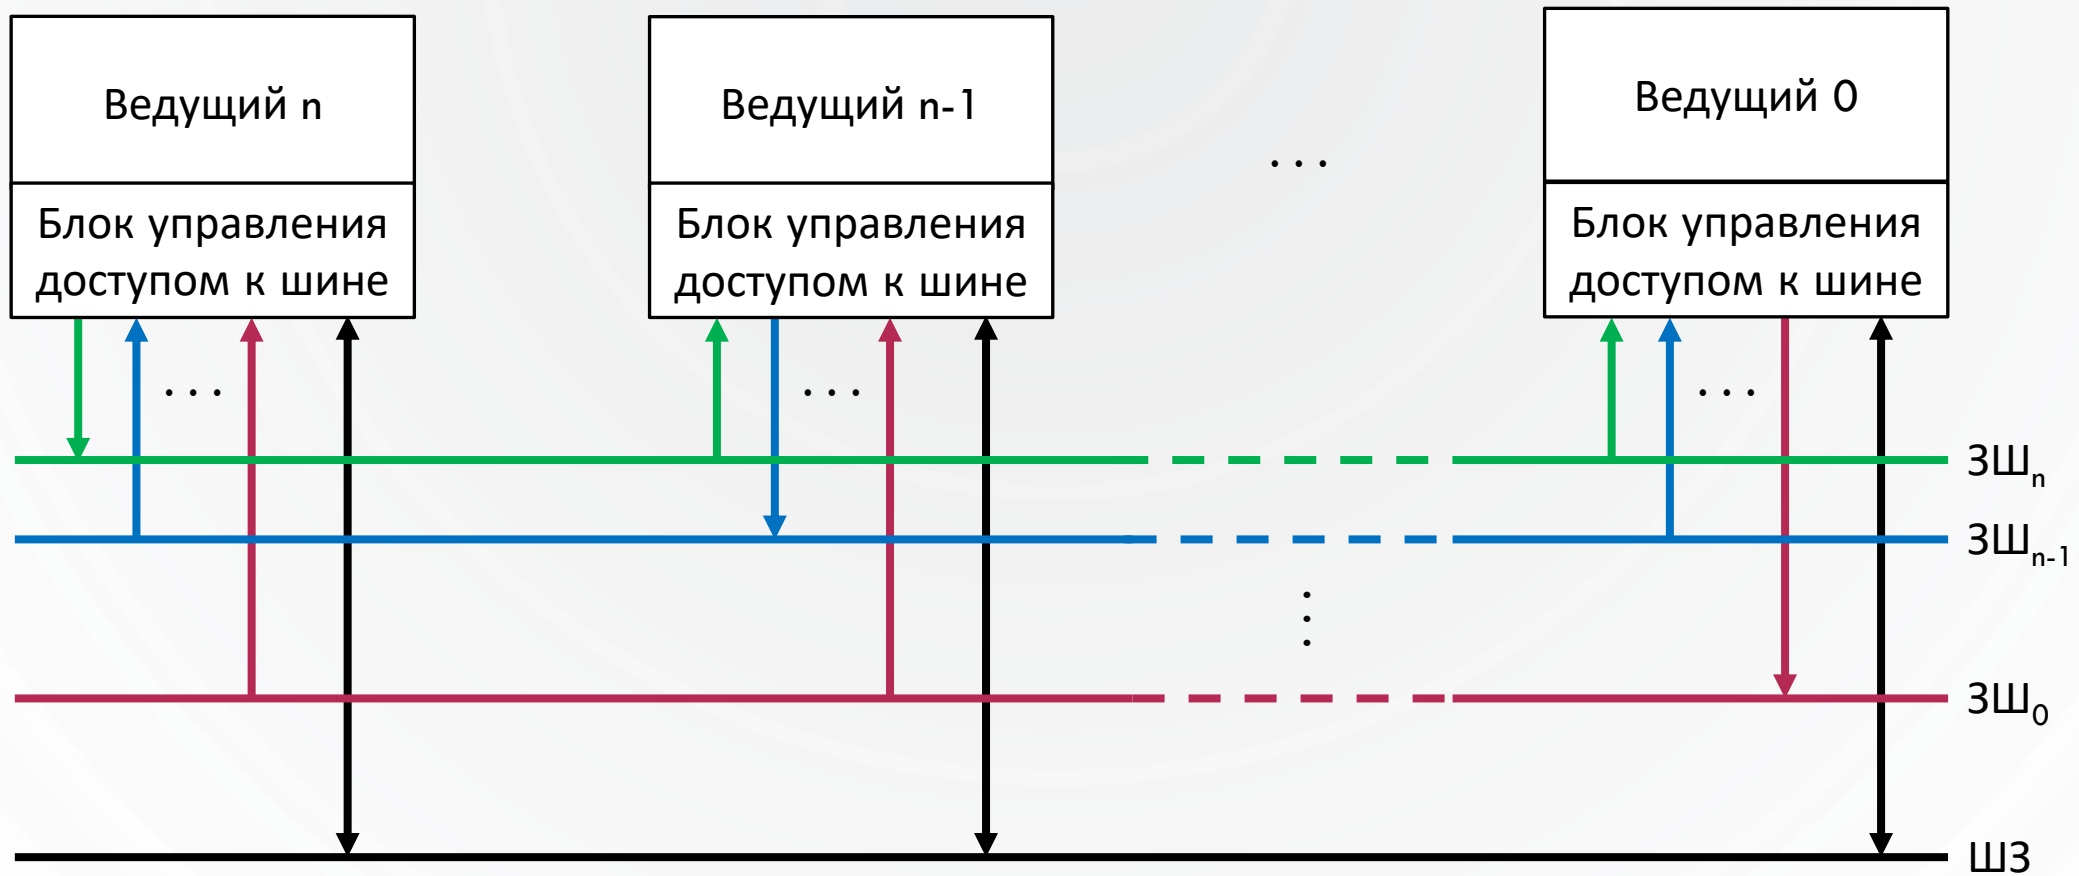 Ведущий n
Ведущий n-1
Ведущий 0
. . .
Блок управления
доступом к шине
Блок управления
доступом к шине
Блок управления
доступом к шине
. . .
. . .
. . .
ЗШn
ЗШn-1
ЗШ0
ШЗ